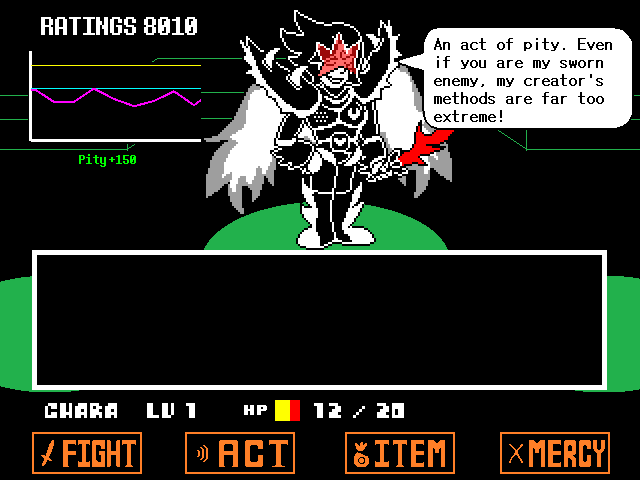 RATINGS 8010
An act of pity. Even
if you are my sworn
enemy, my creator's
methods are far too
extreme!
Pity+150
CHARA LV 1 HP 12 / 20
FIGHT ACT ITEM MERCY